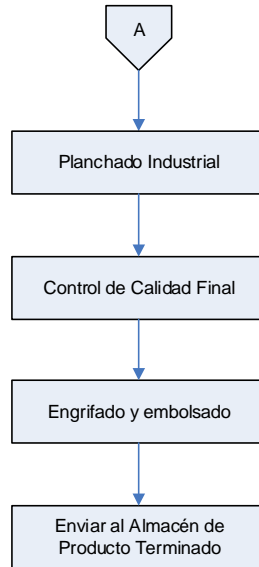 A
Planchado Industrial
Control de Calidad Final
Engrifado y embolsado
Enviar al Almacén de
Producto Terminado